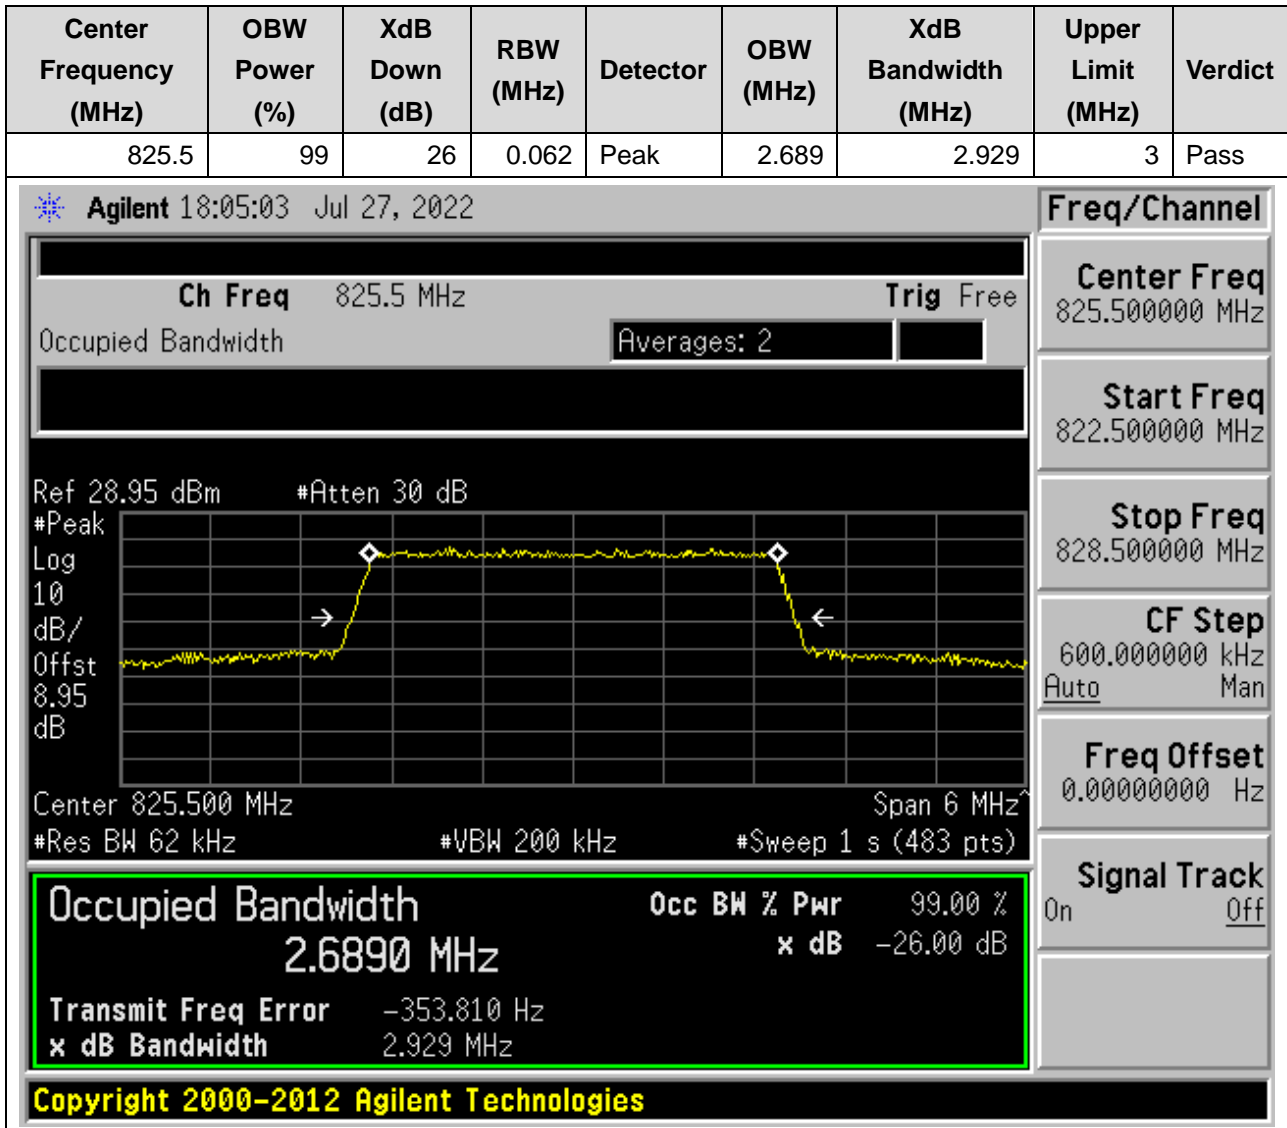 Center Frequency (MHz) OBW Power (%) XdB Down (dB) RBW (MHz) Detector OBW (MHz) XdB Bandwidth (MHz) Upper Limit (MHz) Verdict
825.5 99 26 0.062 Peak 2.689 2.929 3 Pass
Agilent 18:05:03 Jul 27, 2022
Freq/Channel
Ch Freq 825.5 MHz Trig Free
Occupied Bandwidth Averages: 2
Center Freq
825.500000 MHz
Start Freq
822.500000 MHz
Stop Freq
828.500000 MHz
CF Step
600.000000 kHz
Auto Man
Freq Offset
0.00000000 Hz
Signal Track
On Off
Ref 28.95 dBm #Atten 30 dB
#Peak
Log
10
dB/
Offst
8.95
dB
Center 825.500 MHz Span 6 MHz^
#Res BW 62 kHz #VBW 200 kHz #Sweep 1 s (483 pts)
Occupied Bandwidth
2.6890 MHz
Occ BW % Pwr 99.00 %
x dB -26.00 dB
Transmit Freq Error -353.810 Hz
x dB Bandwidth 2.929 MHz
Copyright 2000-2012 Agilent Technologies